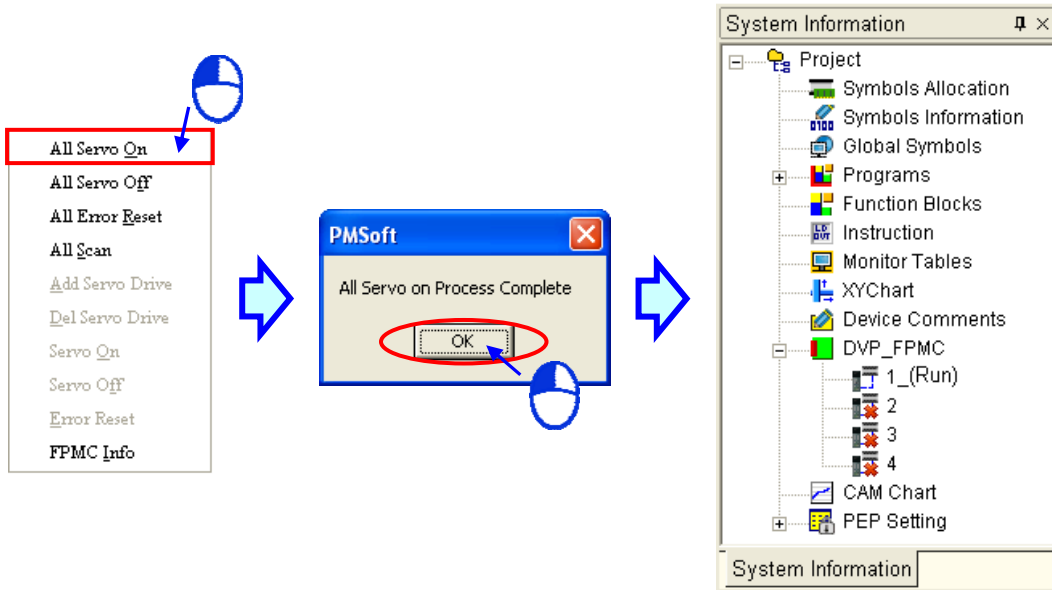 All Servo On
All Servo Off
All Error Reset
All Scan
Add Servo Drive
Del Servo Drive
Servo On
Servo Off
Error Reset
FPMC Info
PMSoft
All Servo on Process Complete
OK
System Information
Project
Symbols Allocation
Symbols Information
Global Symbols
Programs
Function Blocks
Instruction
Monitor Tables
XYChart
Device Comments
DVP_FPMC
1_(Run)
2
3
4
CAM Chart
PEP Setting
System Information